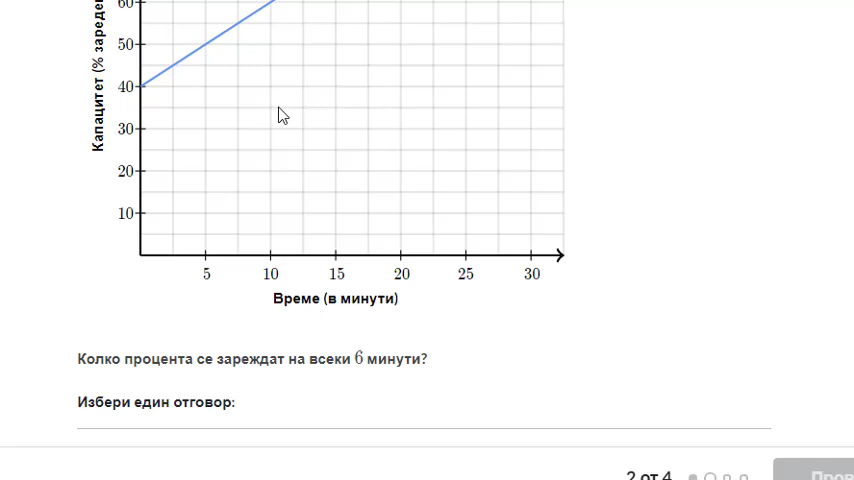 60
50
40
30
20
10
Капацитет (% зареде
5 10 15 20 25 30
Време (в минути)
Колко процента се зареждат на всеки 6 минути?
Избери един отговор:
2 от 4
Пров